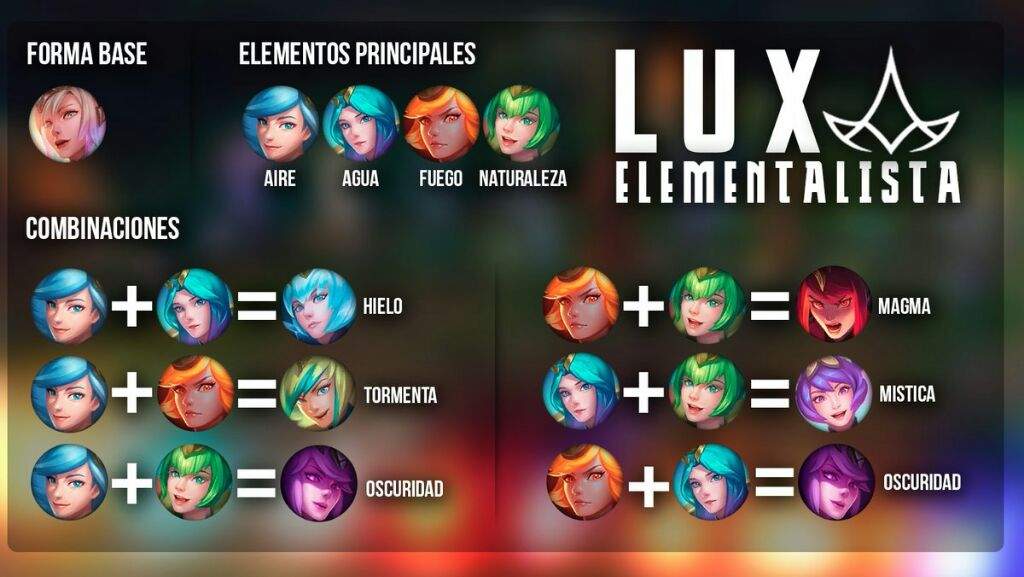 FORMA BASE
ELEMENTOS PRINCIPALES
LUX
ELEMENTALISTA
AIRE
AGUA
FUEGO
NATURALEZA
COMBINACIONES
+ = HIELO
+ = TORMENTA
+ = OSCURIDAD
+ = MAGMA
+ = MISTICA
+ = OSCURIDAD